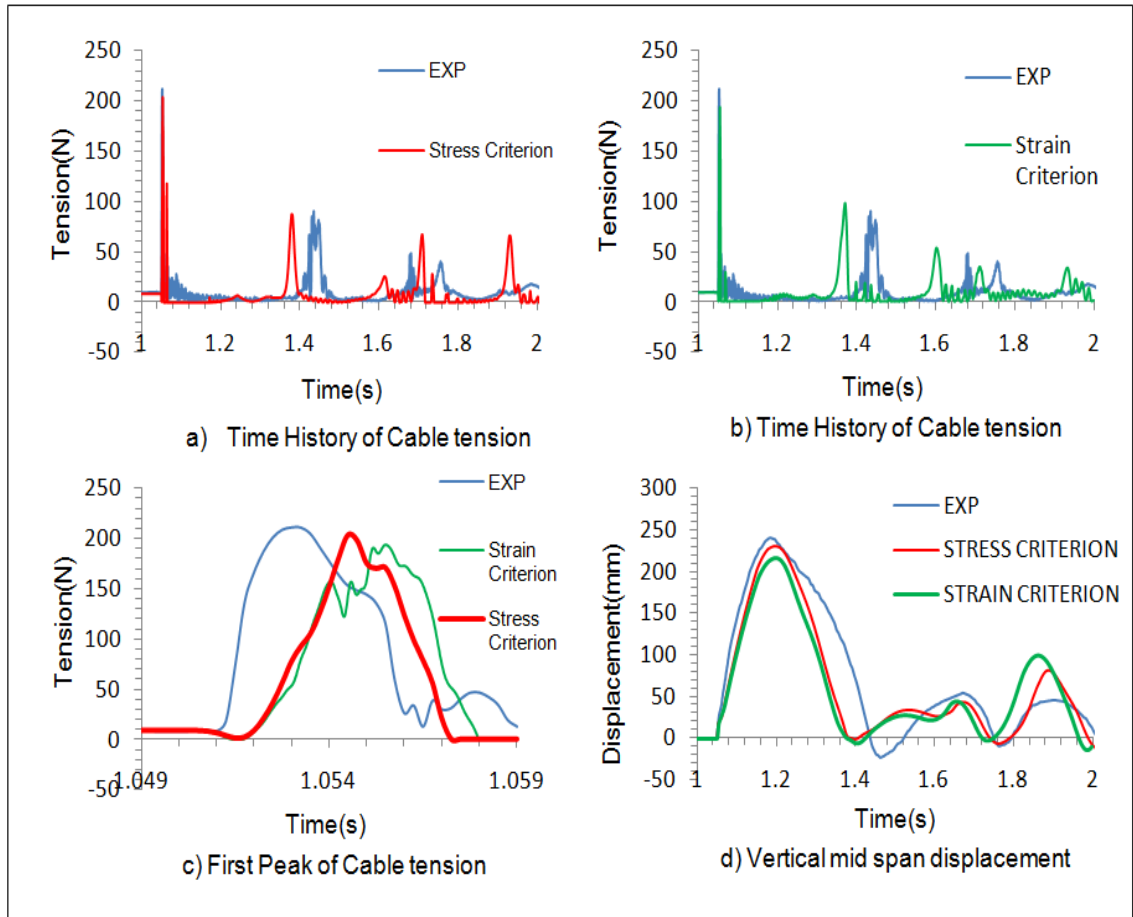 250
200
150
100
50
0
-50
Tension(N)
EXP
Stress Criterion
1 1.2 1.4 1.6 1.8 2
Time(s)
a) Time History of Cable tension
250
200
150
100
50
0
-50
Tension(N)
EXP
Strain
Criterion
1 1.2 1.4 1.6 1.8 2
Time(s)
b) Time History of Cable tension
250
200
150
100
50
0
-50
Tension(N)
EXP
Strain
Criterion
Stress
Criterion
1.049 1.054 1.059
Time(s)
c) First Peak of Cable tension
300
250
200
150
100
50
0
-50
Displacement(mm)
EXP
STRESS CRITERION
STRAIN CRITERION
1 1.2 1.4 1.6 1.8 2
Time(s)
d) Vertical mid span displacement